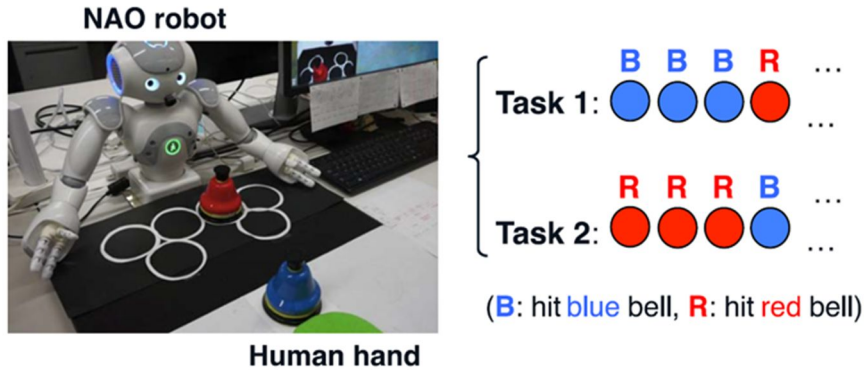 NAO robot
B B B R ...
Task 1: ...
R R R B ...
Task 2: ...
(B: hit blue bell, R: hit red bell)
Human hand